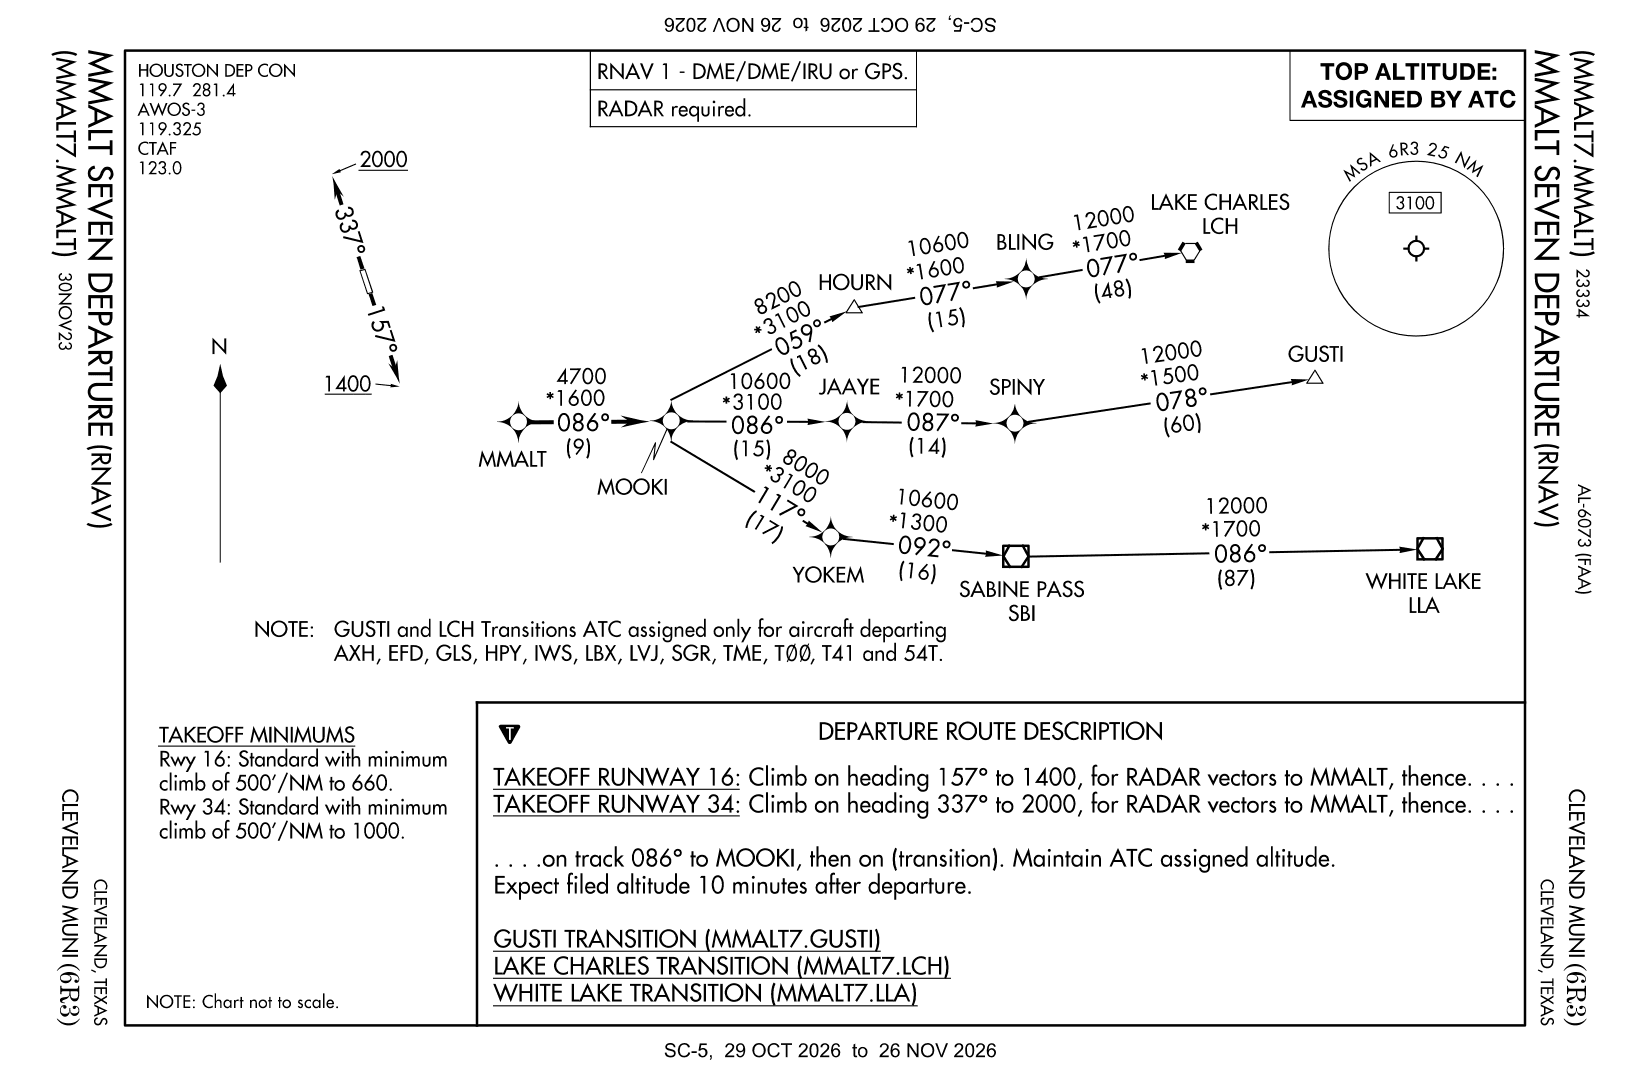 SC-5, 29 OCT 2026 to 26 NOV 2026
(MMALT7.MMALT) 30NOV23
MMALT SEVEN DEPARTURE (RNAV)
CLEVELAND MUNI (6R3)
CLEVELAND, TEXAS
HOUSTON DEP CON
119.7 281.4
AWOS-3
119.325
CTAF
123.0
RNAV 1 - DME/DME/IRU or GPS.
RADAR required.
TOP ALTITUDE:
ASSIGNED BY ATC
MSA 6R3 25 NM
3100
2000
337°
157°
1400
N
MMALT
4700
*1600
086°
(9)
MOOKI
8200
*3100
059°
(18)
HOURN
10600
*1600
077°
(15)
BLING
12000
*1700
077°
(48)
LAKE CHARLES
LCH
10600
*3100
086°
(15)
JAAYE
12000
*1700
087°
(14)
SPINY
12000
*1500
078°
(60)
GUSTI
8000
*3100
117°
(17)
YOKEM
10600
*1300
092°
(16)
SABINE PASS
SBI
12000
*1700
086°
(87)
WHITE LAKE
LLA
NOTE: GUSTI and LCH Transitions ATC assigned only for aircraft departing
AXH, EFD, GLS, HPY, IWS, LBX, LVJ, SGR, TME, TØØ, T41 and 54T.
TAKEOFF MINIMUMS
Rwy 16: Standard with minimum
climb of 500'/NM to 660.
Rwy 34: Standard with minimum
climb of 500'/NM to 1000.
NOTE: Chart not to scale.
T
DEPARTURE ROUTE DESCRIPTION
TAKEOFF RUNWAY 16: Climb on heading 157° to 1400, for RADAR vectors to MMALT, thence. . . .
TAKEOFF RUNWAY 34: Climb on heading 337° to 2000, for RADAR vectors to MMALT, thence. . . .
. . . .on track 086° to MOOKI, then on (transition). Maintain ATC assigned altitude.
Expect filed altitude 10 minutes after departure.
GUSTI TRANSITION (MMALT7.GUSTI)
LAKE CHARLES TRANSITION (MMALT7.LCH)
WHITE LAKE TRANSITION (MMALT7.LLA)
MMALT SEVEN DEPARTURE (RNAV)
(MMALT7.MMALT) 23334
AL-6073 (FAA)
CLEVELAND, TEXAS
CLEVELAND MUNI (6R3)
SC-5, 29 OCT 2026 to 26 NOV 2026